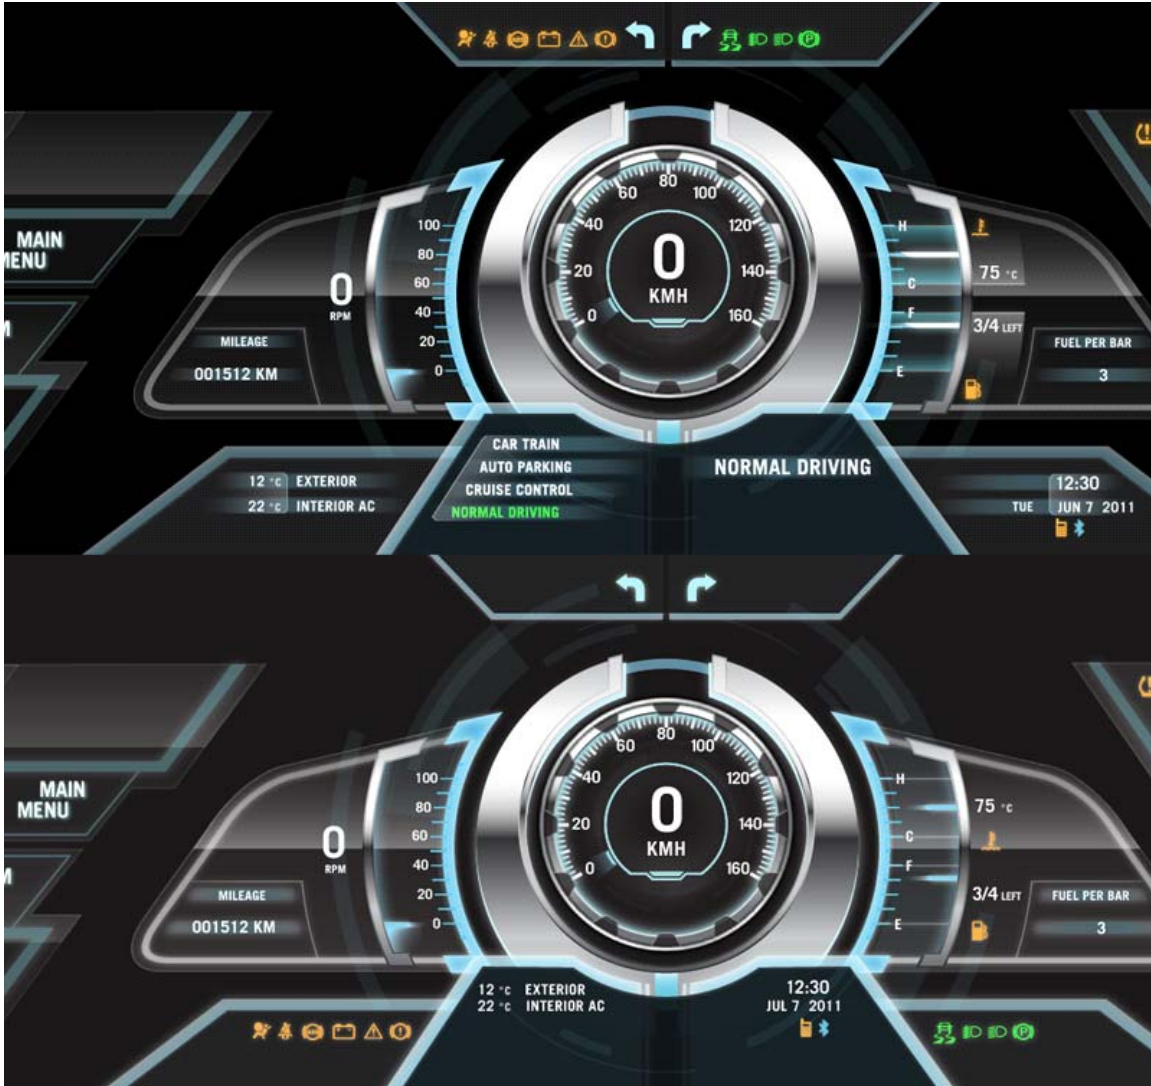 80
60 100
40 120
20 140
0 160
0
KMH
MAIN
MENU
100
80
60
40
20
0
0
RPM
MILEAGE
001512 KM
H
C
F
E
75 °C
3/4 LEFT
FUEL PER BAR
3
CAR TRAIN
AUTO PARKING
CRUISE CONTROL
NORMAL DRIVING
NORMAL DRIVING
12 °C EXTERIOR
22 °C INTERIOR AC
12:30
TUE JUN 7 2011
80
60 100
40 120
20 140
0 160
0
KMH
MAIN
MENU
100
80
60
40
20
0
0
RPM
MILEAGE
001512 KM
H
C
F
E
75 °C
3/4 LEFT
FUEL PER BAR
3
12 °C EXTERIOR
22 °C INTERIOR AC
12:30
JUL 7 2011